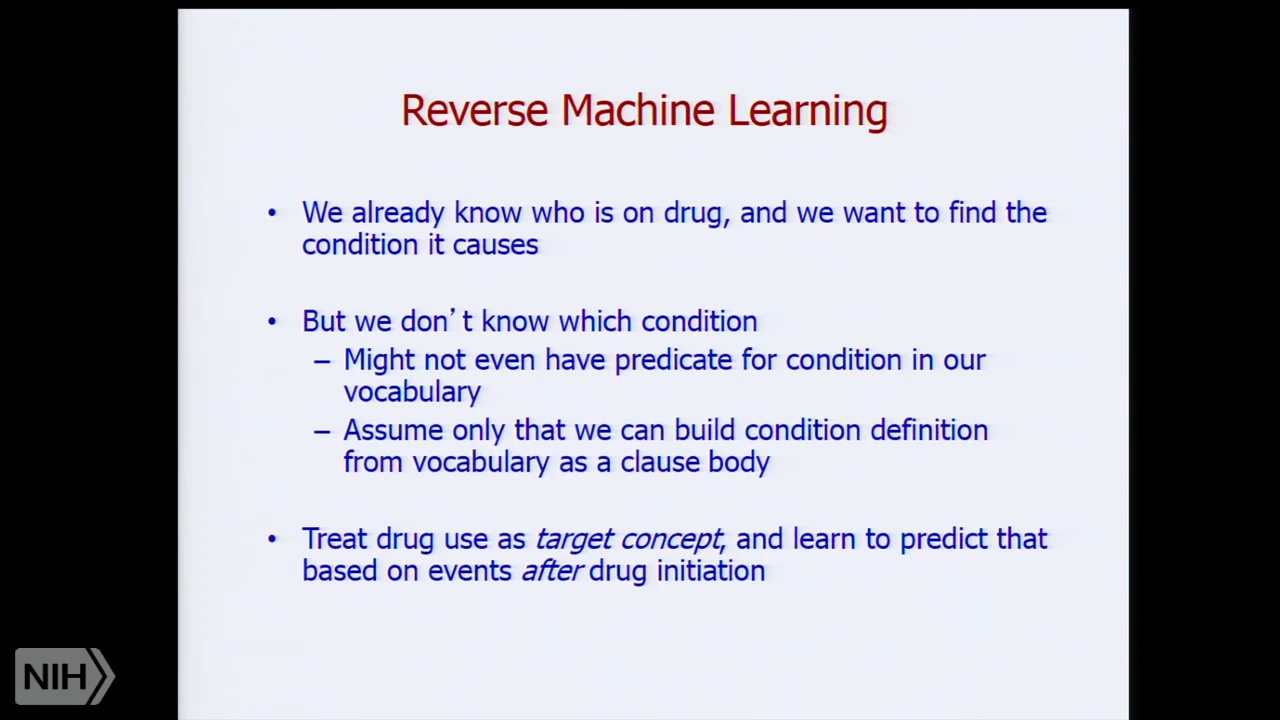 Reverse Machine Learning
• We already know who is on drug, and we want to find the
condition it causes
• But we don’t know which condition
– Might not even have predicate for condition in our
vocabulary
– Assume only that we can build condition definition
from vocabulary as a clause body
• Treat drug use as target concept, and learn to predict that
based on events after drug initiation
NIH